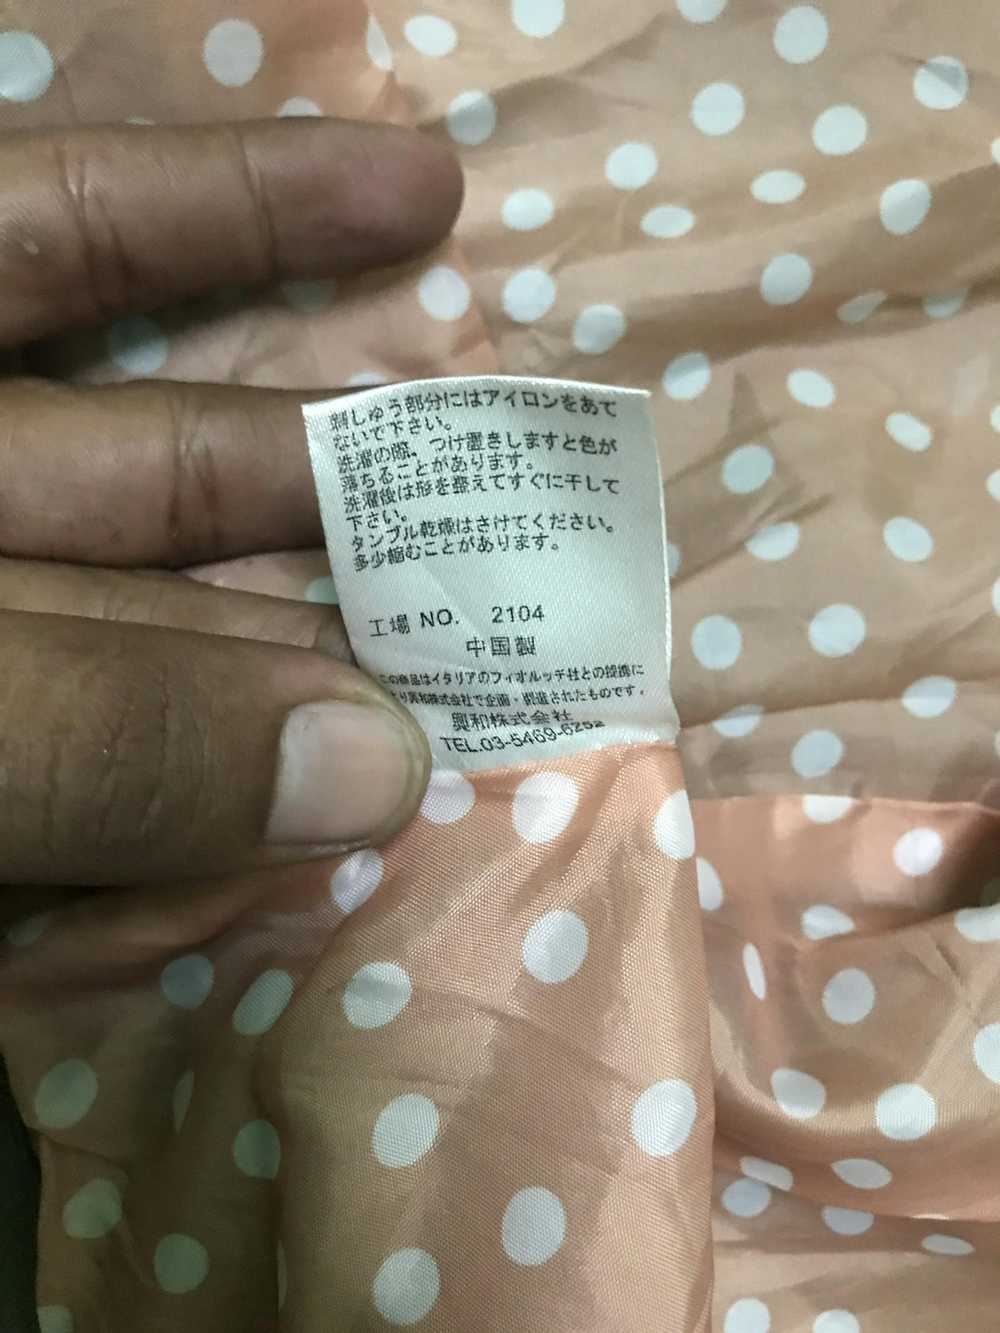 刺しゅう部分にはアイロンをあて
ないで下さい。
洗濯の際、つけ置きしますと色が
落ちることがあります。
洗濯後は形を整えてすぐに干して
下さい。
タンブル乾燥はさけてください。
多少縮むことがあります。
工場 NO. 2104
中国製
この商品はイタリアのフィオルッチ社との提携に
より興和株式会社で企画・製造されたものです。
興和株式会社
TEL.03-5469-6252